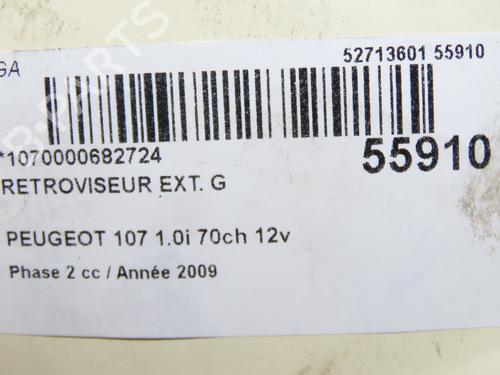 GA
52713601 55910
*1070000682724
55910
RETROVISEUR EXT. G
PEUGEOT 107 1.0i 70ch 12v
Phase 2 cc / Année 2009